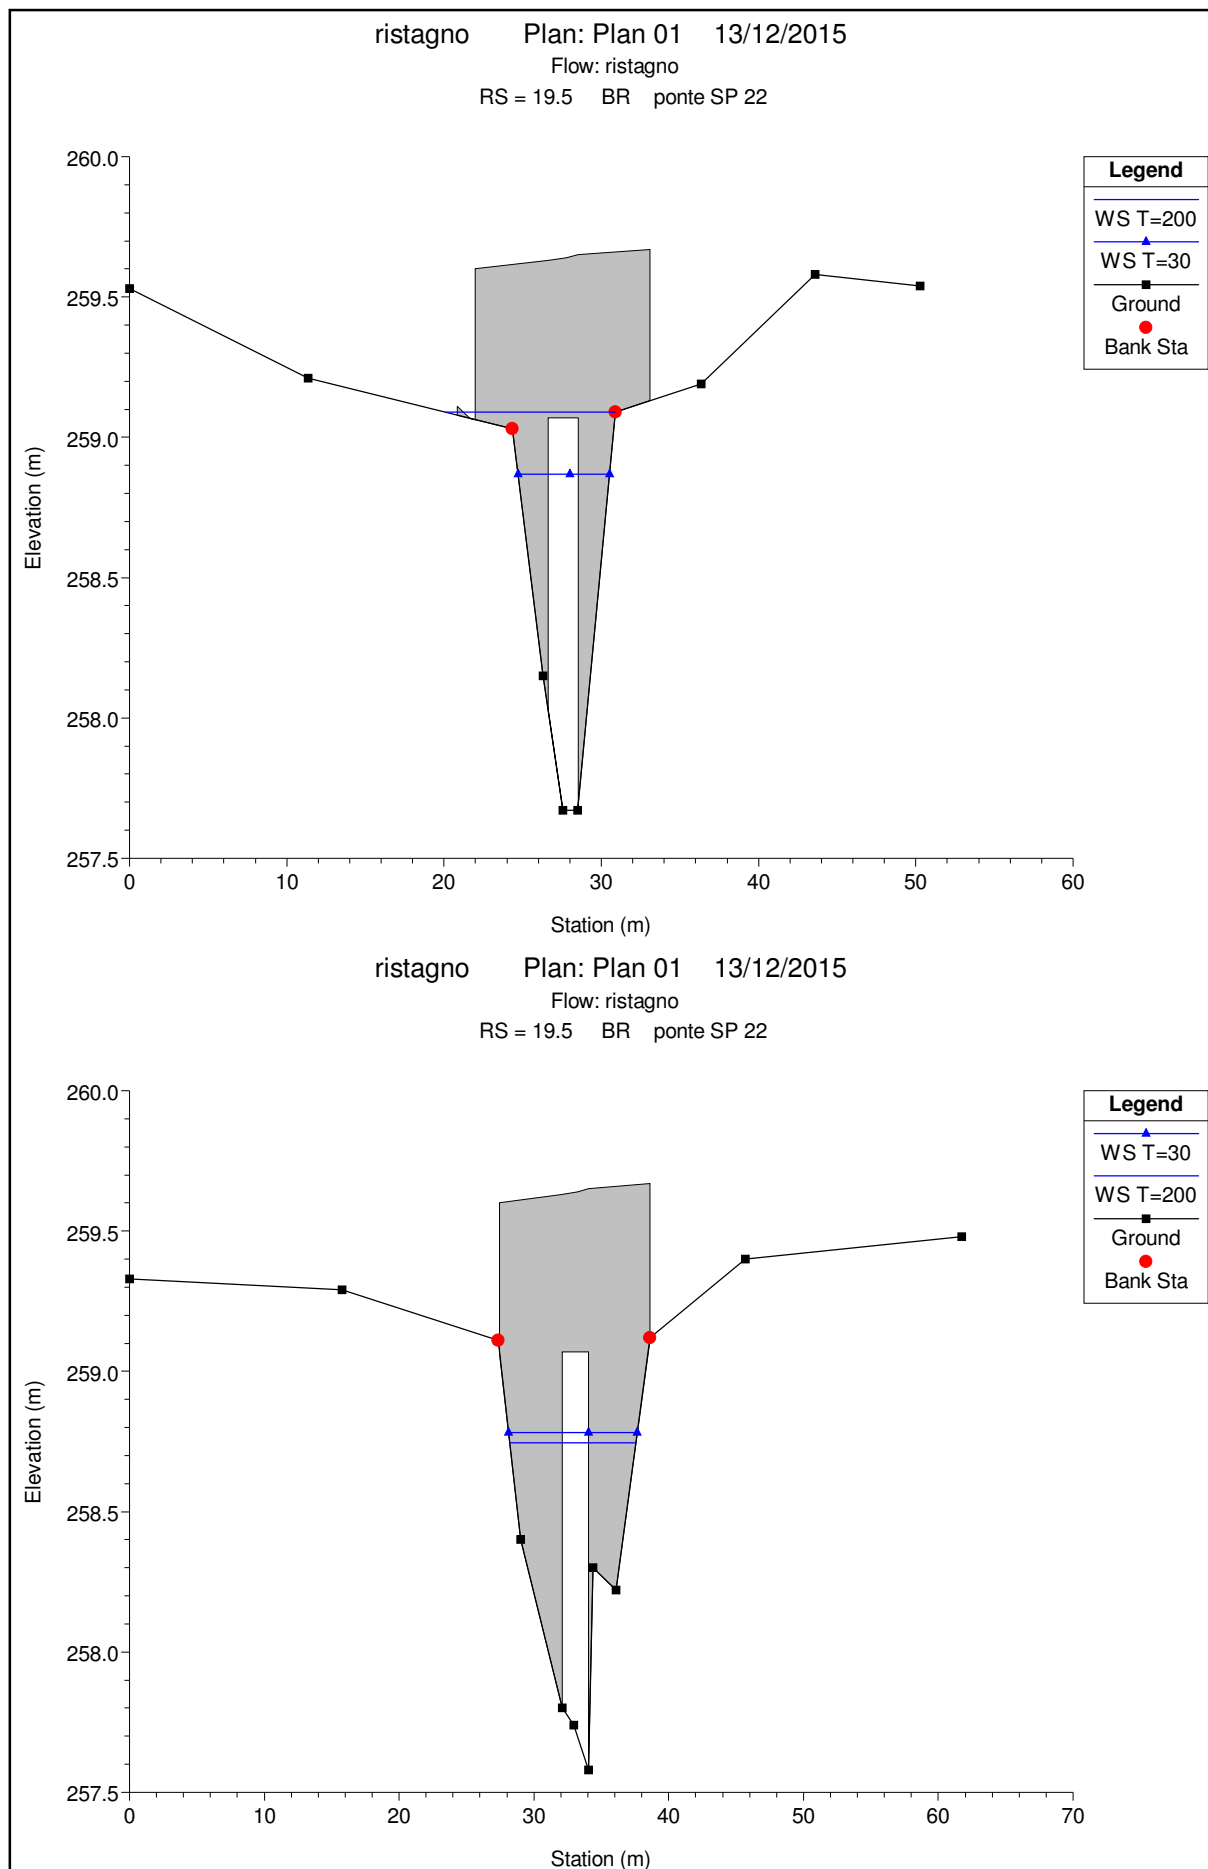 ristagno Plan: Plan 01 13/12/2015
Flow: ristagno
RS = 19.5 BR ponte SP 22
260.0
259.5
259.0
258.5
258.0
257.5
Elevation (m)
0 10 20 30 40 50 60
Station (m)
Legend
WS T=200
WS T=30
Ground
Bank Sta
ristagno Plan: Plan 01 13/12/2015
Flow: ristagno
RS = 19.5 BR ponte SP 22
260.0
259.5
259.0
258.5
258.0
257.5
Elevation (m)
0 10 20 30 40 50 60 70
Station (m)
Legend
WS T=30
WS T=200
Ground
Bank Sta